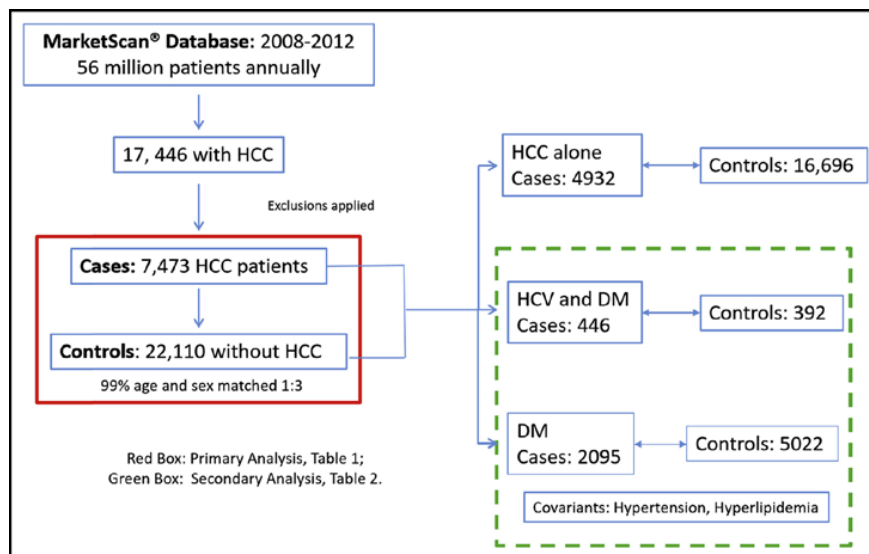 MarketScan® Database: 2008-2012
56 million patients annually
17, 446 with HCC
Exclusions applied
Cases: 7,473 HCC patients
Controls: 22,110 without HCC
99% age and sex matched 1:3
Red Box: Primary Analysis, Table 1;
Green Box: Secondary Analysis, Table 2.
HCC alone
Cases: 4932
Controls: 16,696
HCV and DM
Cases: 446
Controls: 392
DM
Cases: 2095
Controls: 5022
Covariants: Hypertension, Hyperlipidemia